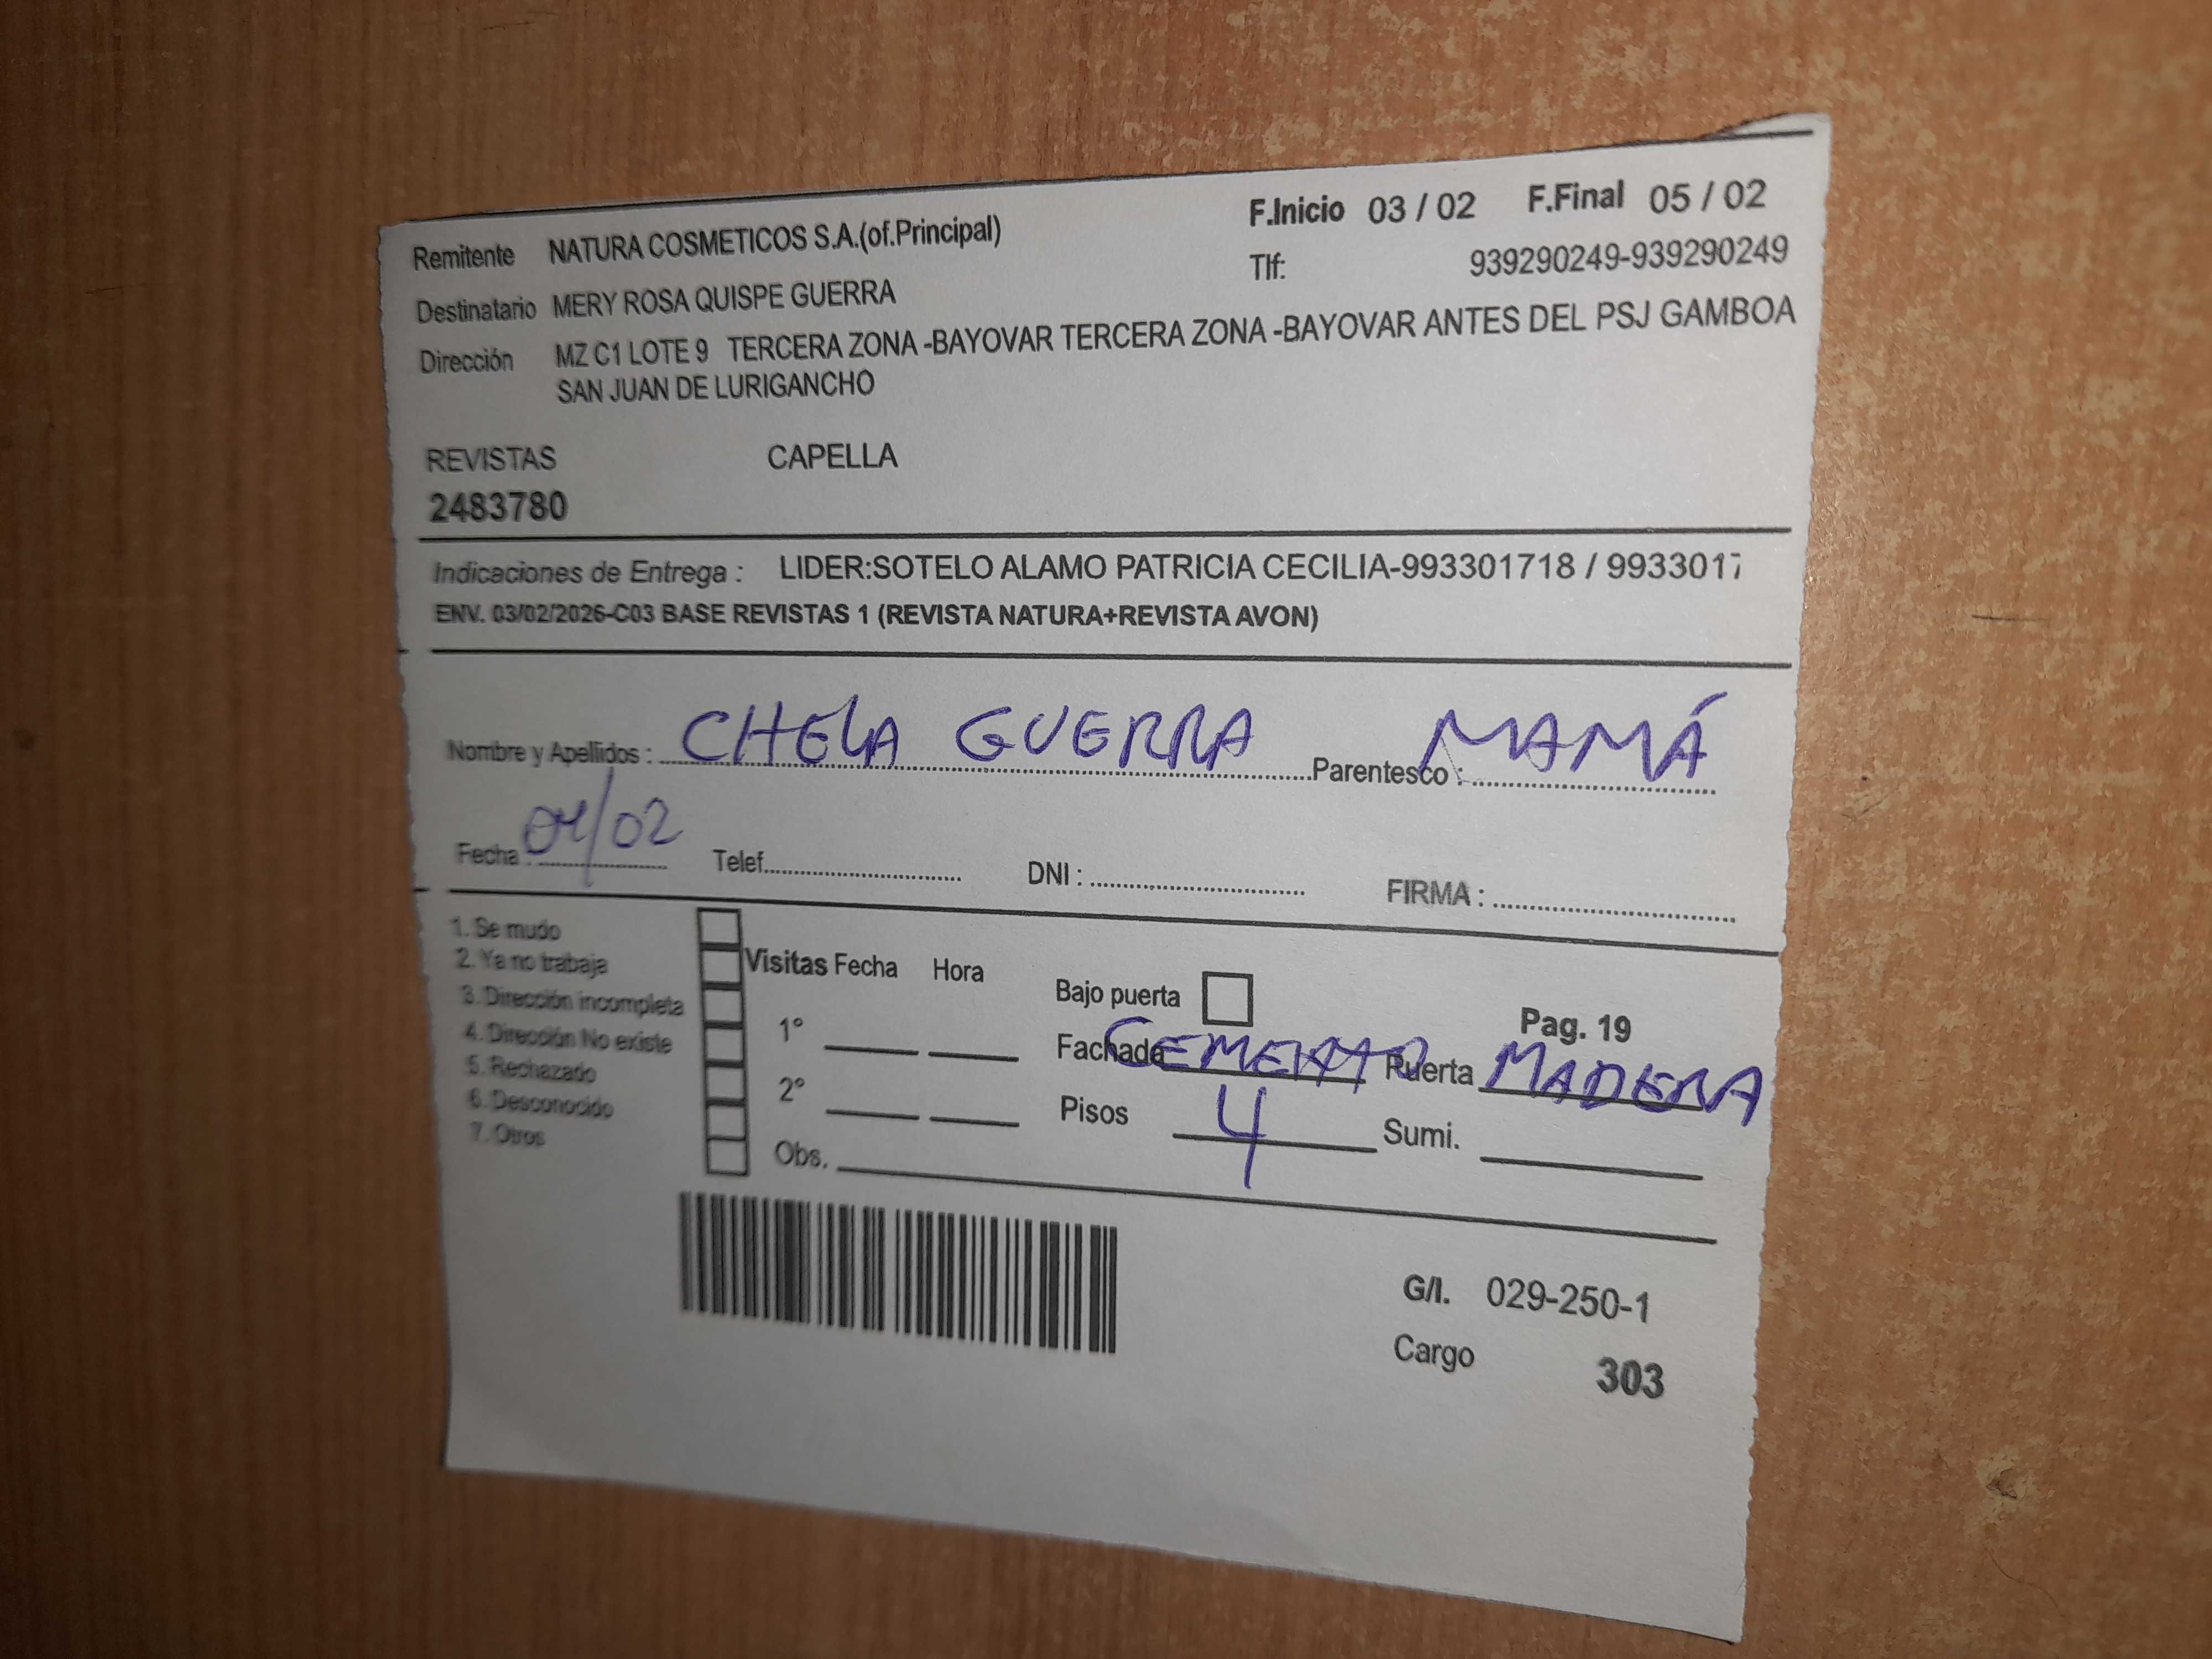 Remitente NATURA COSMETICOS S.A.(of.Principal) F.Inicio 03 / 02 F.Final 05 / 02
Destinatario MERY ROSA QUISPE GUERRA Tlf: 939290249-939290249
Dirección MZ C1 LOTE 9 TERCERA ZONA -BAYOVAR TERCERA ZONA -BAYOVAR ANTES DEL PSJ GAMBOA
SAN JUAN DE LURIGANCHO
REVISTAS CAPELLA
2483780
Indicaciones de Entrega : LIDER:SOTELO ALAMO PATRICIA CECILIA-993301718 / 9933017
ENV. 03/02/2026-C03 BASE REVISTAS 1 (REVISTA NATURA+REVISTA AVON)
Nombre y Apellidos : CHELA GUERRA Parentesco : MAMÁ
Fecha : 04/02 Telef. DNI : FIRMA :
1. Se mudo
2. Ya no trabaja Visitas Fecha Hora
3. Dirección incompleta Bajo puerta Pag. 19
4. Dirección No existe 1° Fachada CEMENTO Puerta MADERA
5. Rechazado
6. Desconocido 2° Pisos 4 Sumi.
7. Otros Obs.
G/I. 029-250-1
Cargo 303